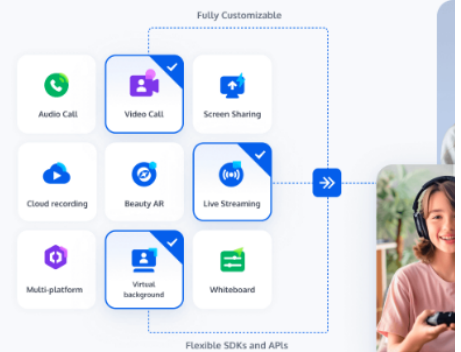 Fully Customizable
Audio Call
Video Call
Screen Sharing
Cloud recording
Beauty AR
Live Streaming
Multi-platform
Virtual
background
Whiteboard
Flexible SDKs and APIs